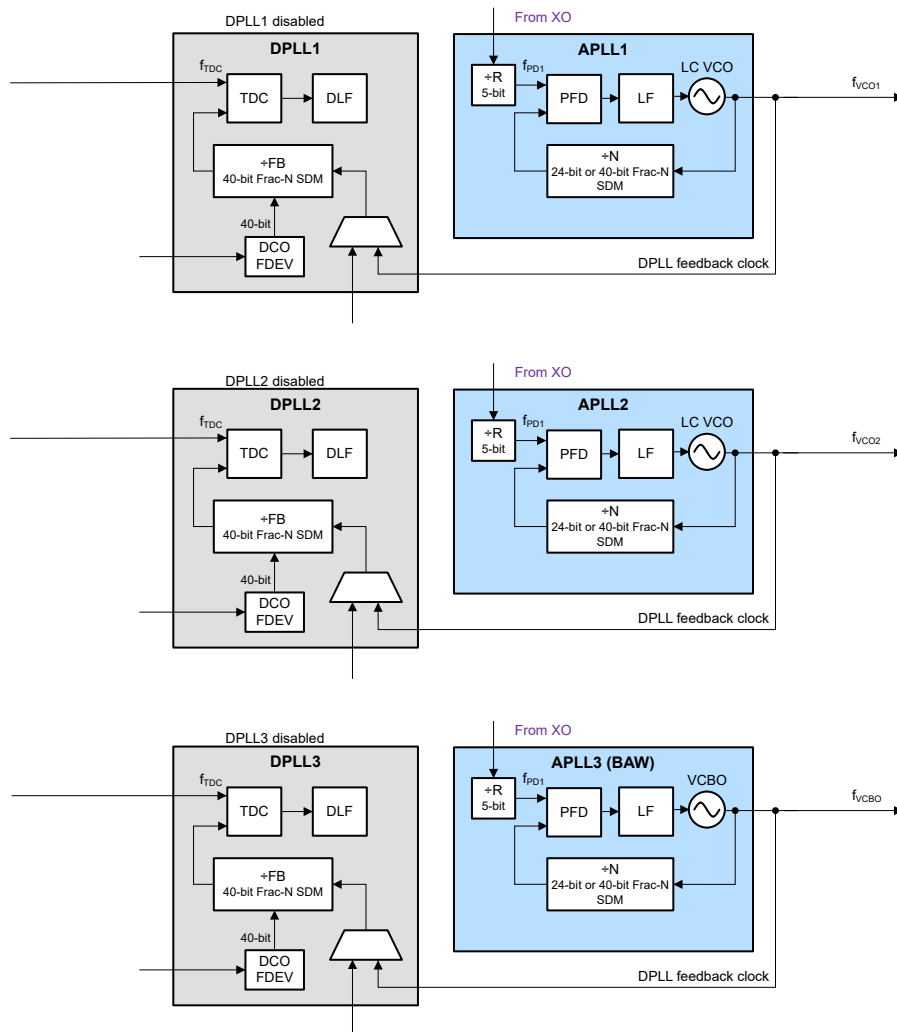 DPLL1 disabled
DPLL1
fTDC
TDC
DLF
÷FB
40-bit Frac-N SDM
40-bit
DCO
FDEV
From XO
APLL1
÷R
5-bit
fPD1
PFD
LF
LC VCO
÷N
24-bit or 40-bit Frac-N
SDM
fVCO1
DPLL feedback clock
DPLL2 disabled
DPLL2
fTDC
TDC
DLF
÷FB
40-bit Frac-N SDM
40-bit
DCO
FDEV
From XO
APLL2
÷R
5-bit
fPD1
PFD
LF
LC VCO
÷N
24-bit or 40-bit Frac-N
SDM
fVCO2
DPLL feedback clock
DPLL3 disabled
DPLL3
fTDC
TDC
DLF
÷FB
40-bit Frac-N SDM
40-bit
DCO
FDEV
From XO
APLL3 (BAW)
÷R
5-bit
fPD1
PFD
LF
VCBO
÷N
24-bit or 40-bit Frac-N
SDM
fVCBO
DPLL feedback clock